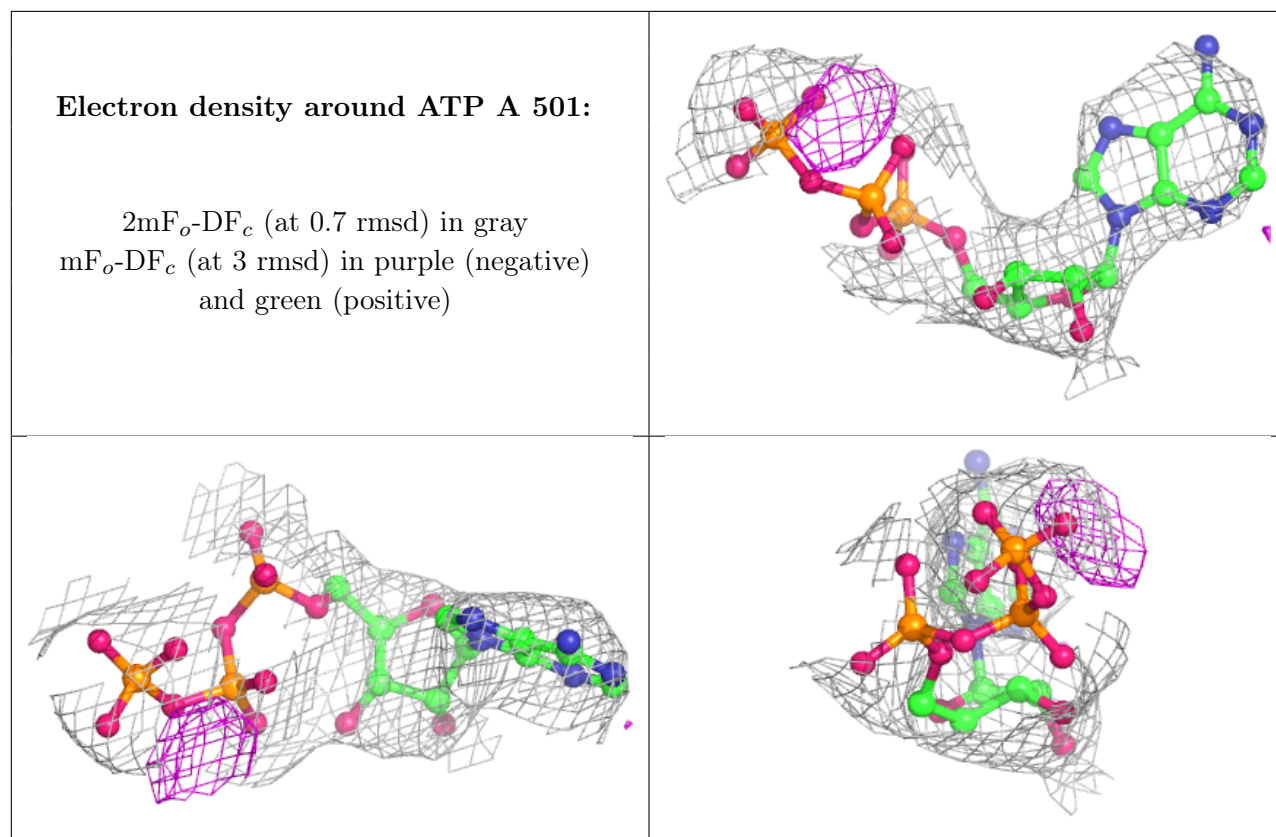 Electron density around ATP A 501:
2mFo-DFc (at 0.7 rmsd) in gray
mFo-DFc (at 3 rmsd) in purple (negative)
and green (positive)